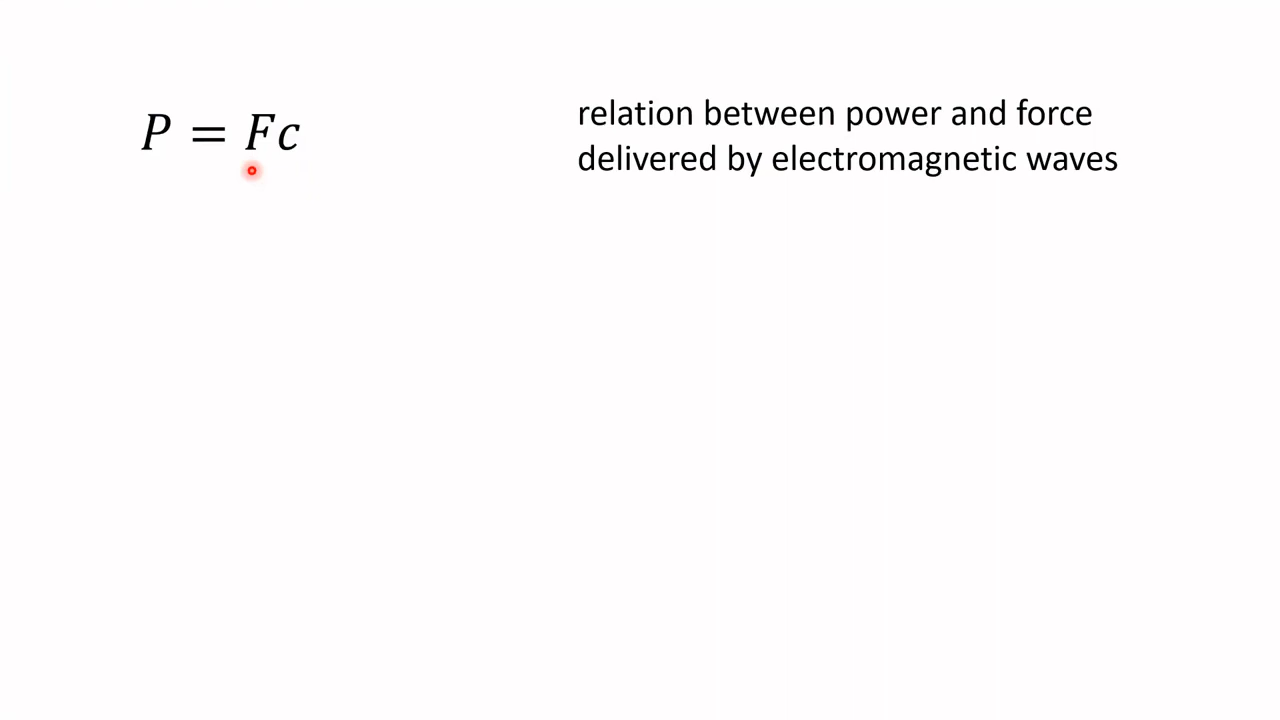 P = Fc
relation between power and force
delivered by electromagnetic waves